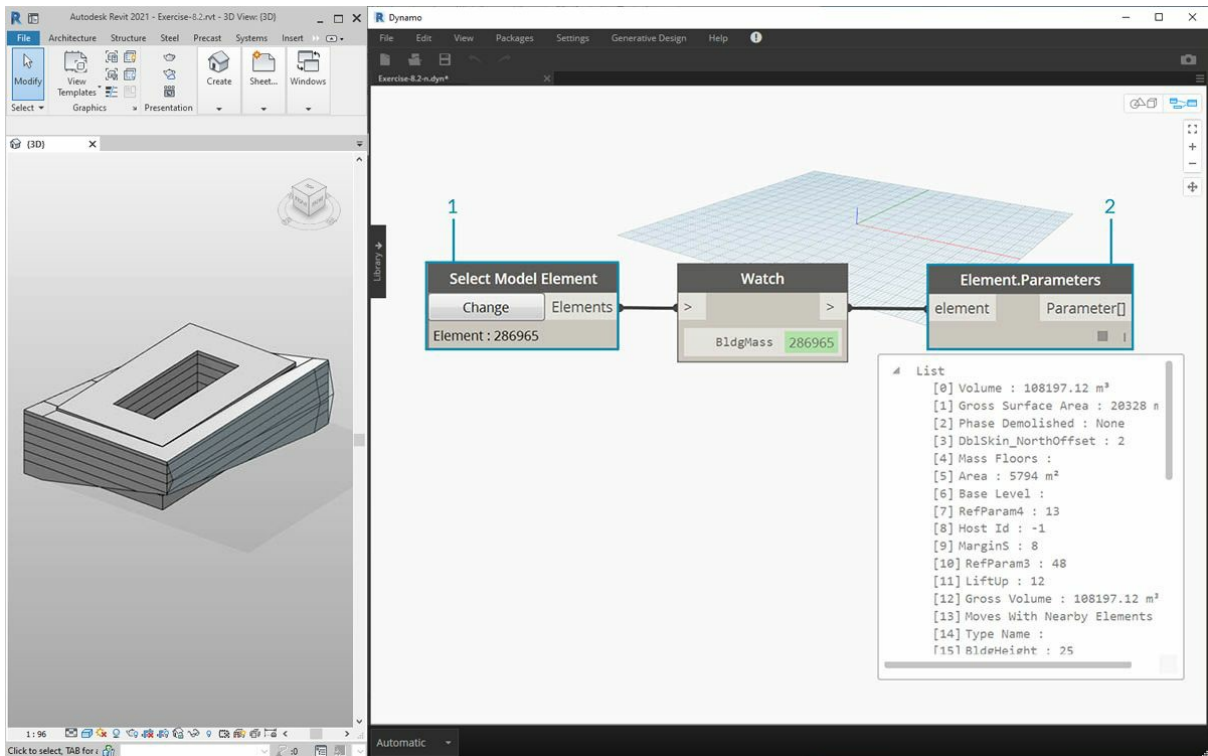 Autodesk Revit 2021 - Exercise-8.2.rvt - 3D View: {3D}
File Architecture Structure Steel Precast Systems Insert
Modify
View
Templates
Create
Sheet...
Windows
Select
Graphics
Presentation
{3D}
1 : 96
Click to select, TAB for a
:0
Dynamo
File Edit View Packages Settings Generative Design Help
Exercise-8.2-n.dyn*
Library
1
2
Select Model Element
Change
Elements
Element : 286965
Watch
>
>
BldgMass 286965
Element.Parameters
element
Parameter[]
List
[0] Volume : 108197.12 m³
[1] Gross Surface Area : 20328 m
[2] Phase Demolished : None
[3] DblSkin_NorthOffset : 2
[4] Mass Floors :
[5] Area : 5794 m²
[6] Base Level :
[7] RefParam4 : 13
[8] Host Id : -1
[9] MarginS : 8
[10] RefParam3 : 48
[11] LiftUp : 12
[12] Gross Volume : 108197.12 m³
[13] Moves With Nearby Elements
[14] Type Name :
[15] BldgHeight : 25
Automatic